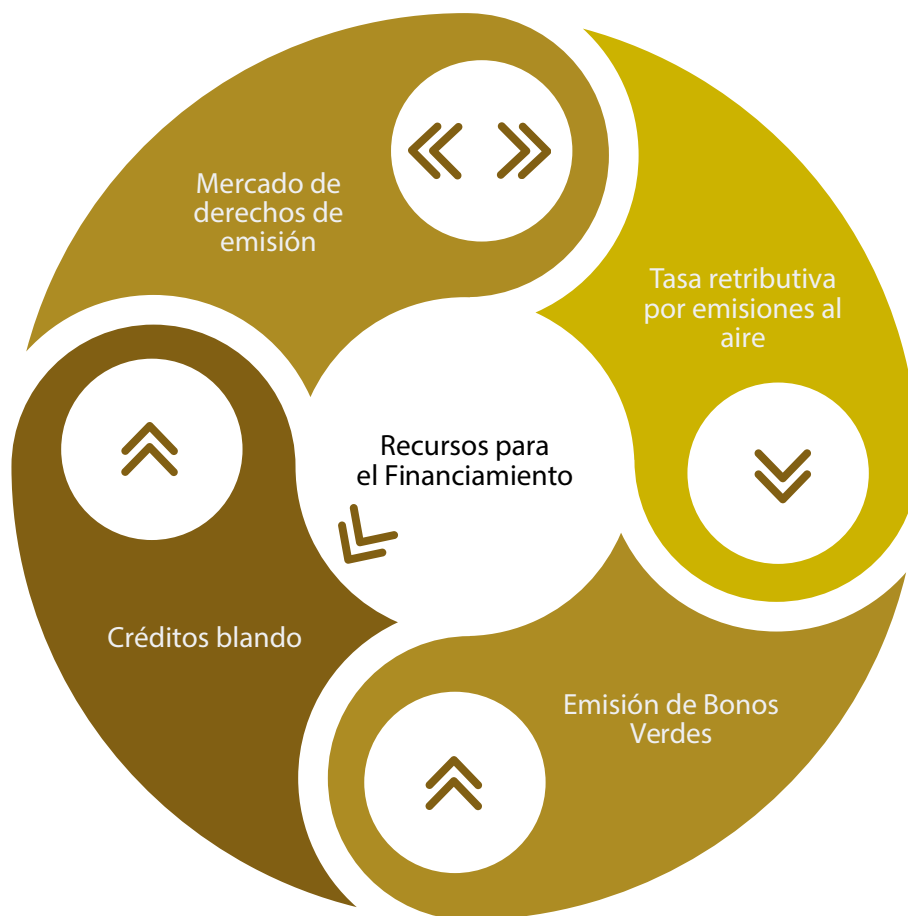 Mercado de
derechos de
emisión
Tasa retributiva
por emisiones al
aire
Recursos para
el Financiamiento
Créditos blando
Emisión de Bonos
Verdes